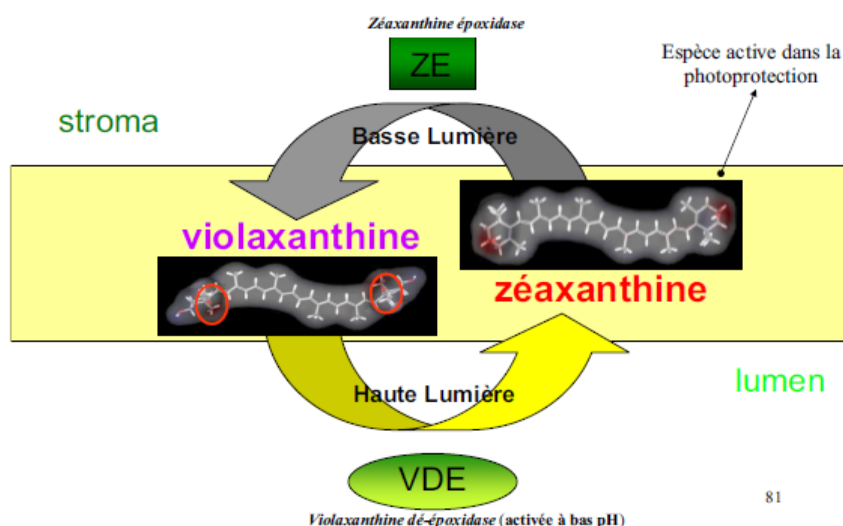 Zéaxanthine époxidase
ZE
Espèce active dans la
photoprotection
stroma
Basse Lumière
violaxanthine
zéaxanthine
Haute Lumière
lumen
VDE
81
Violaxanthine dé-époxidase (activée à bas pH)